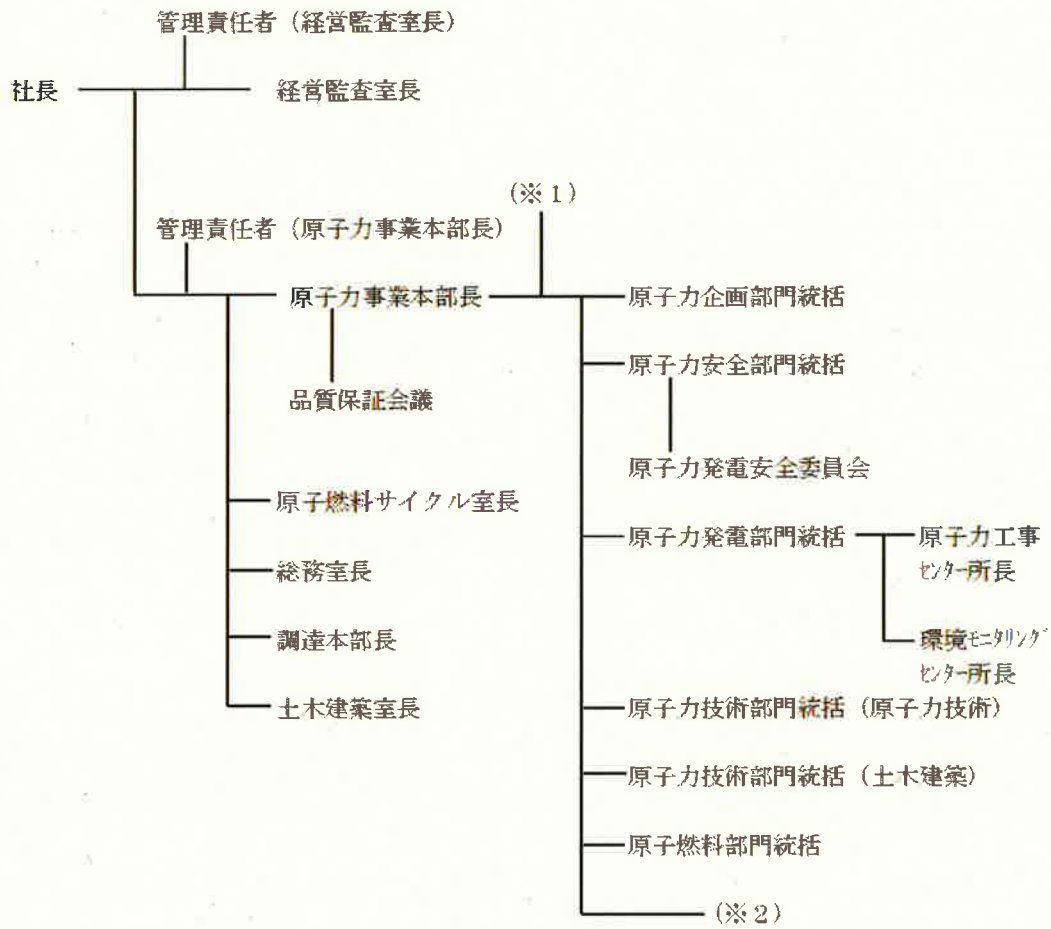 管理責任者（経営監査室長）
社長
経営監査室長
（※１）
管理責任者（原子力事業本部長）
原子力事業本部長
原子力企画部門統括
原子力安全部門統括
品質保証会議
原子力発電安全委員会
原子燃料サイクル室長
原子力発電部門統括
原子力工事
ｾﾝﾀｰ所長
総務室長
調達本部長
環境ﾓﾆﾀﾘﾝｸﾞ
ｾﾝﾀｰ所長
土木建築室長
原子力技術部門統括（原子力技術）
原子力技術部門統括（土木建築）
原子燃料部門統括
（※２）